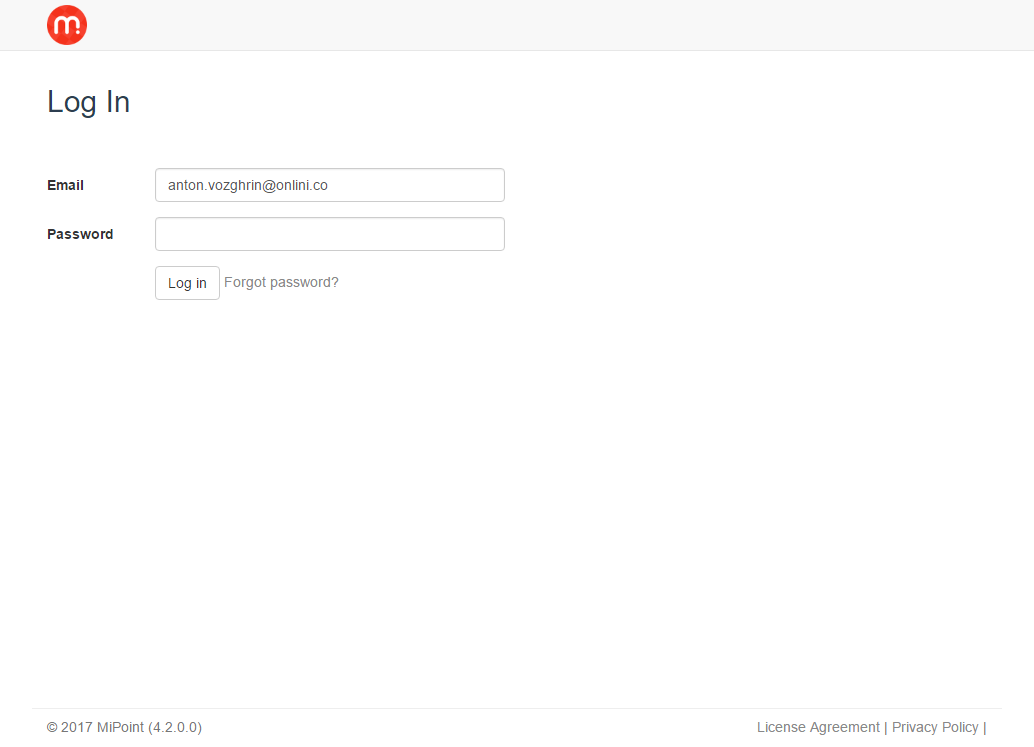 m
Log In
Email anton.vozghrin@onlini.co
Password
Log in Forgot password?
© 2017 MiPoint (4.2.0.0) License Agreement | Privacy Policy |